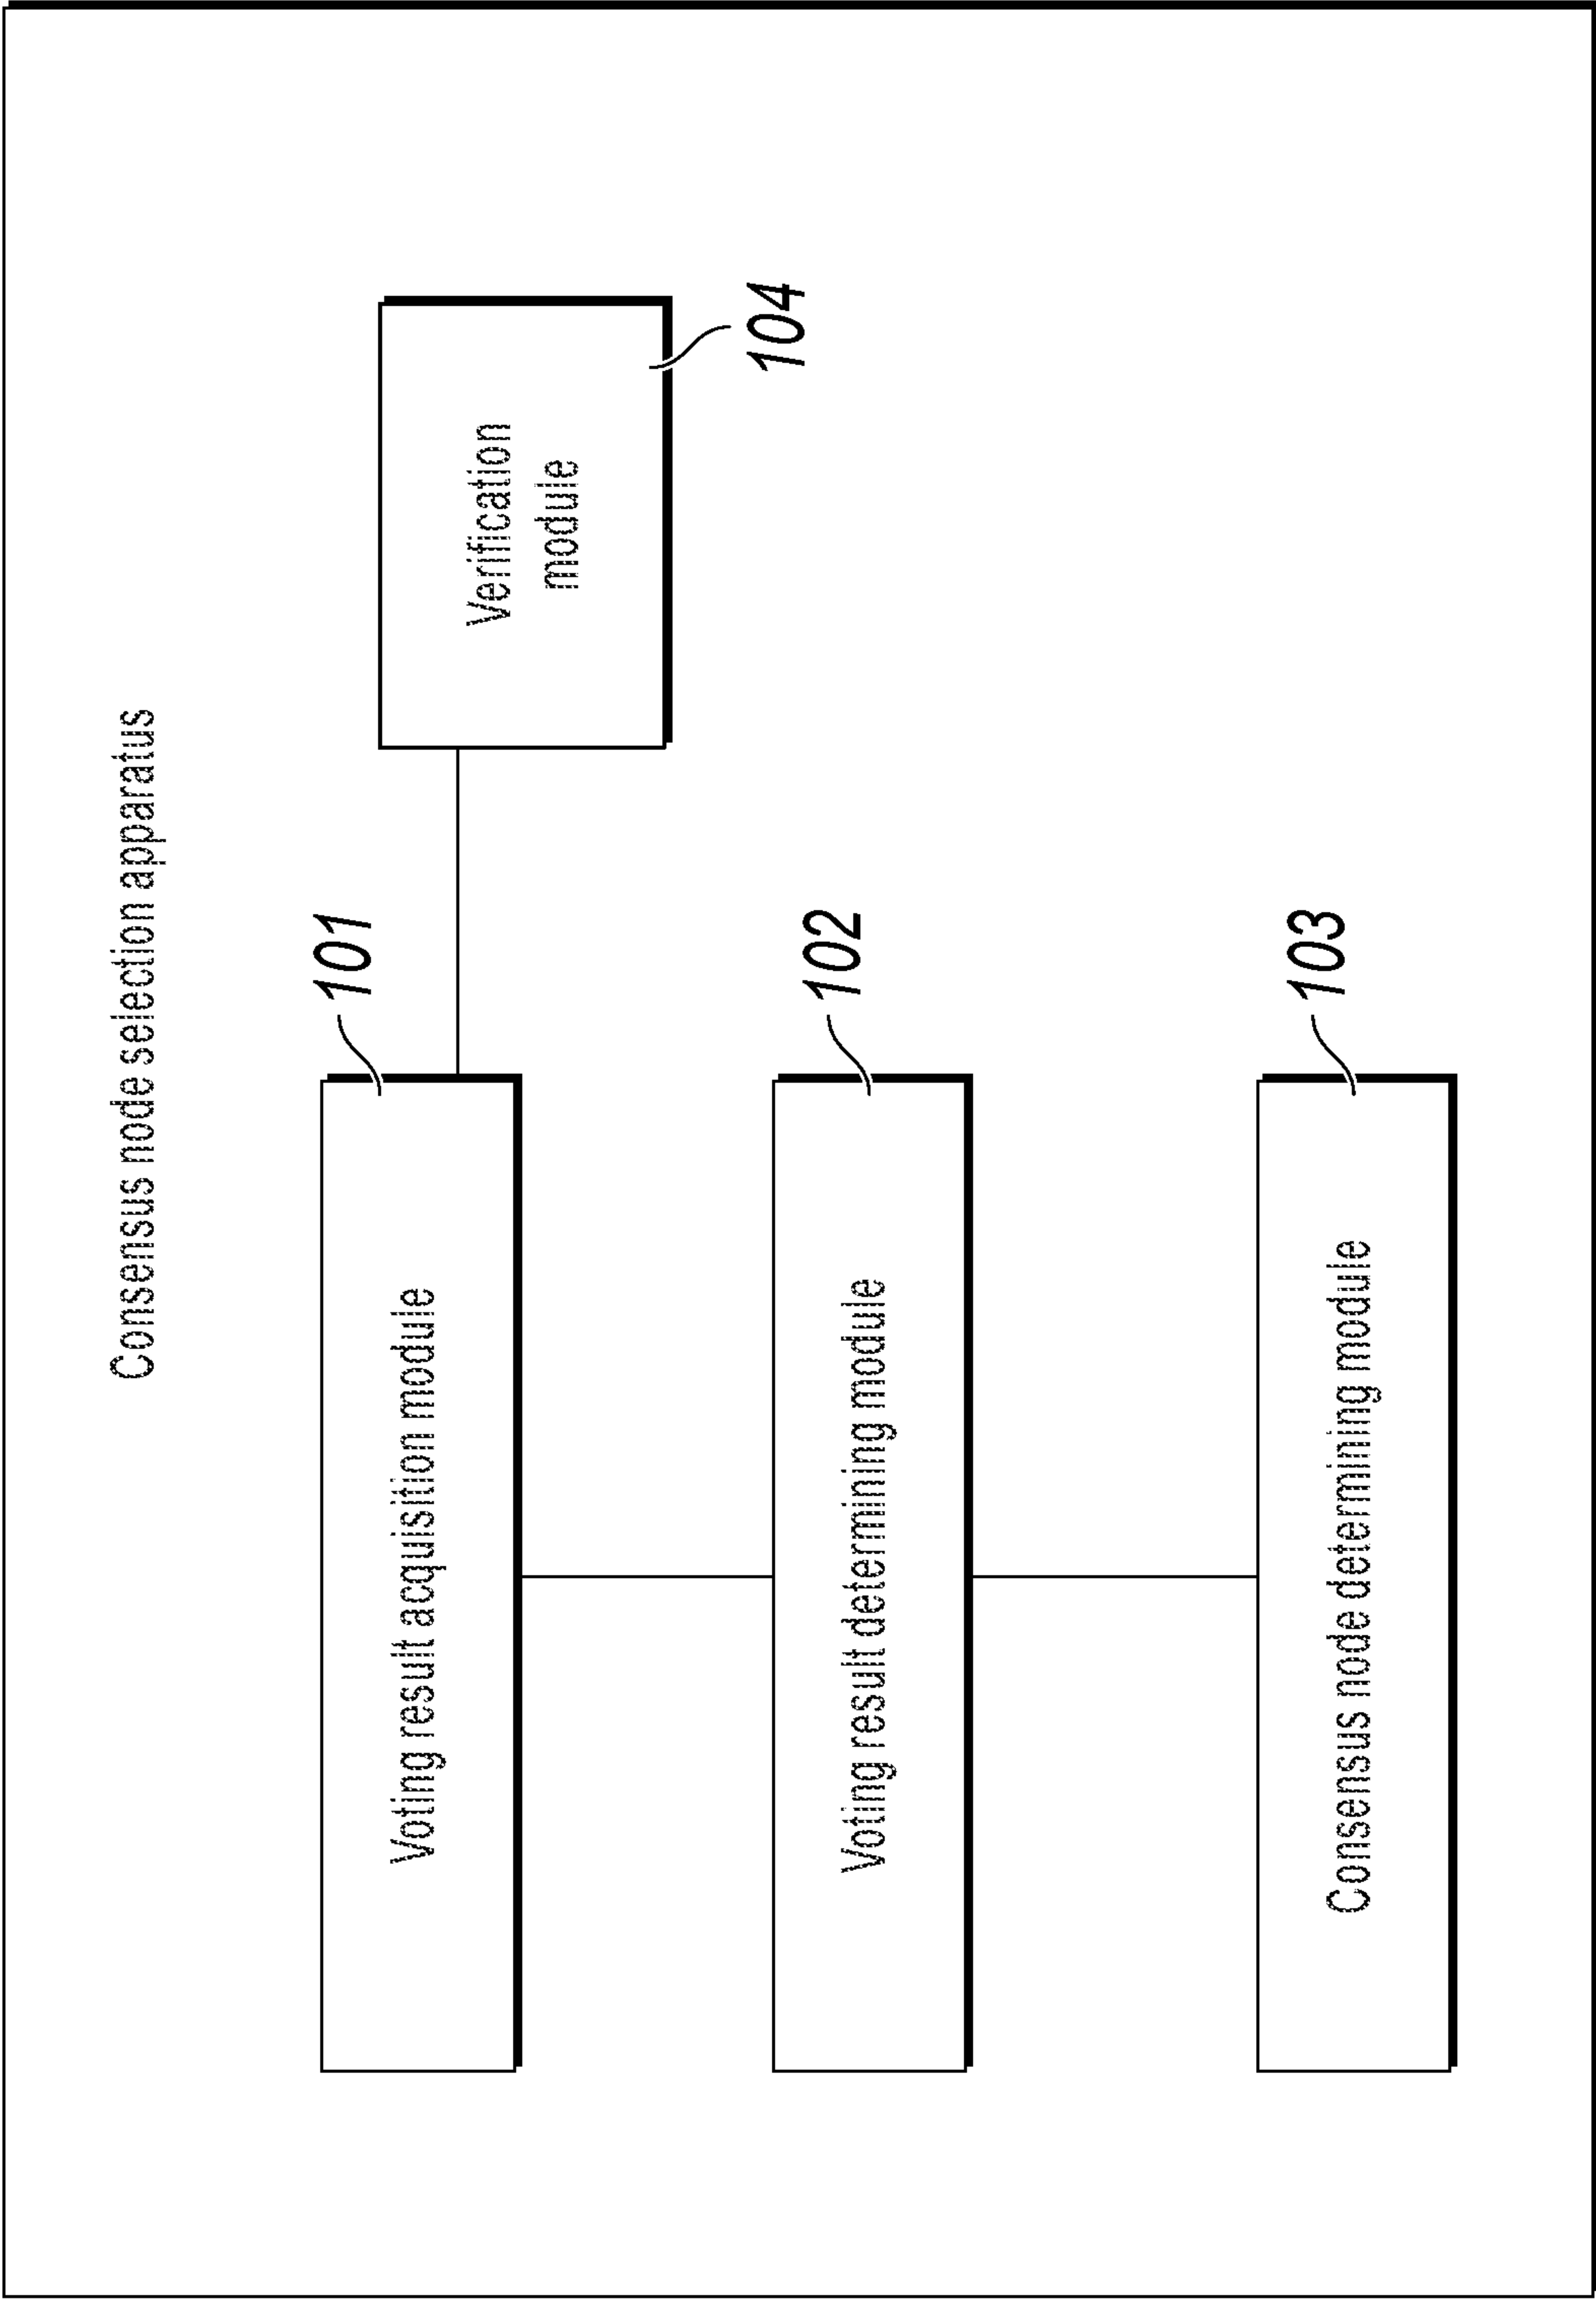 Consensus node selection apparatus
101
Voting result acquisition module
Verification
module
104
102
Voting result determining module
103
Consensus node determining module